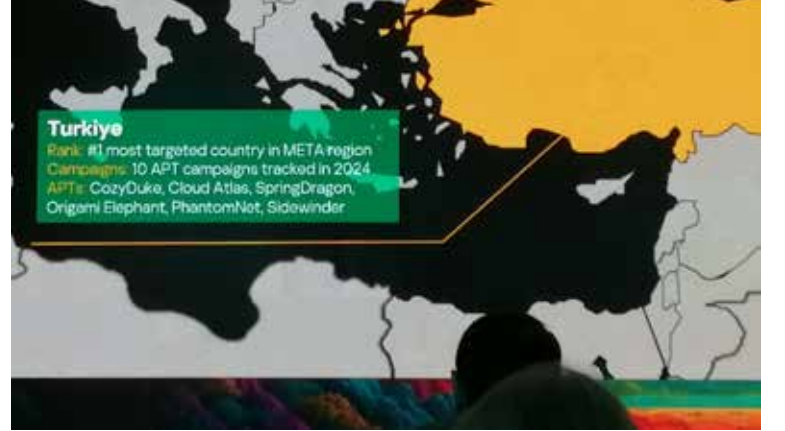 Turkiye
Rank: #1 most targeted country in META region
Campaigns: 10 APT campaigns tracked in 2024
APTs: CozyDuke, Cloud Atlas, SpringDragon,
Origami Elephant, PhantomNet, Sidewinder